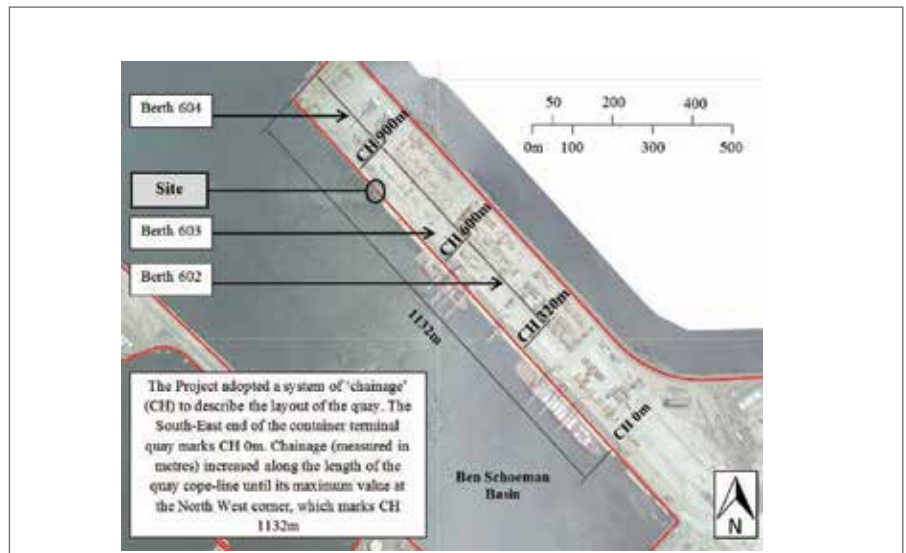 Berth 604
Site
Berth 603
Berth 602
CH 900m
CH 600m
CH 320m
CH 0m
1132m
50 200 400
0m 100 300 500
The Project adopted a system of 'chainage'
(CH) to describe the layout of the quay. The
South-East end of the container terminal
quay marks CH 0m. Chainage (measured in
metres) increased along the length of the
quay cope-line until its maximum value at
the North West corner, which marks CH
1132m
Ben Schoeman
Basin
N